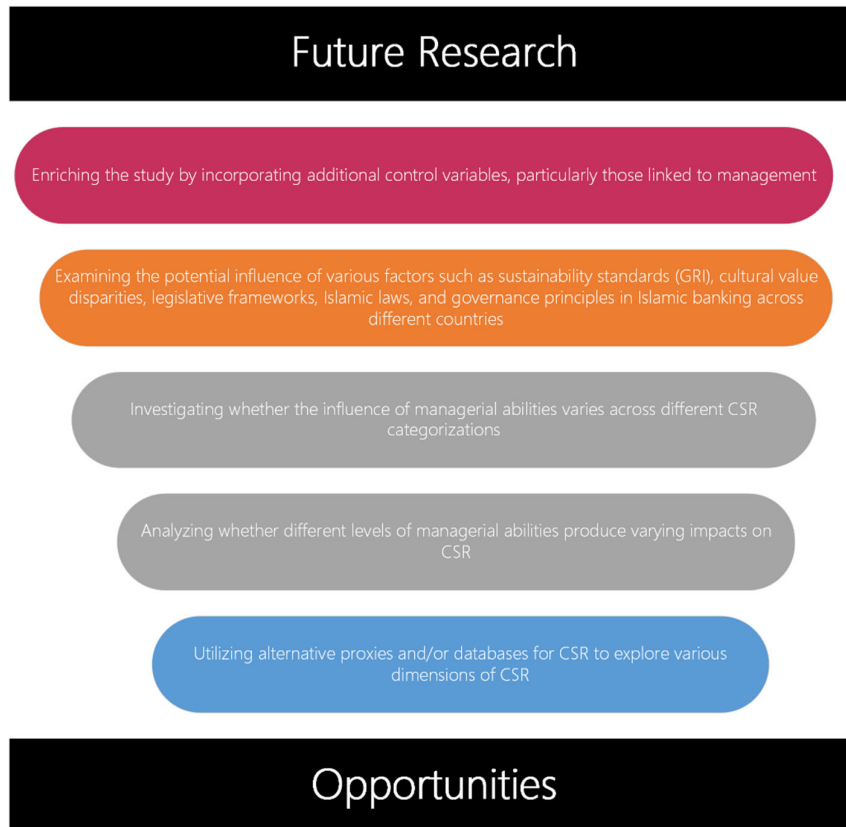 Future Research
Enriching the study by incorporating additional control variables, particularly those linked to management
Examining the potential influence of various factors such as sustainability standards (GRI), cultural value
disparities, legislative frameworks, Islamic laws, and governance principles in Islamic banking across
different countries
Investigating whether the influence of managerial abilities varies across different CSR
categorizations
Analyzing whether different levels of managerial abilities produce varying impacts on
CSR
Utilizing alternative proxies and/or databases for CSR to explore various
dimensions of CSR
Opportunities